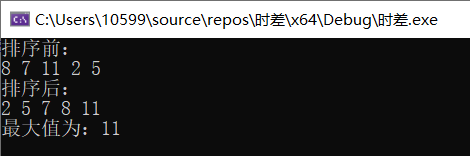 C:\Users\10599\source\repos\时差\x64\Debug\时差.exe
排序前：
8 7 11 2 5
排序后：
2 5 7 8 11
最大值为：11